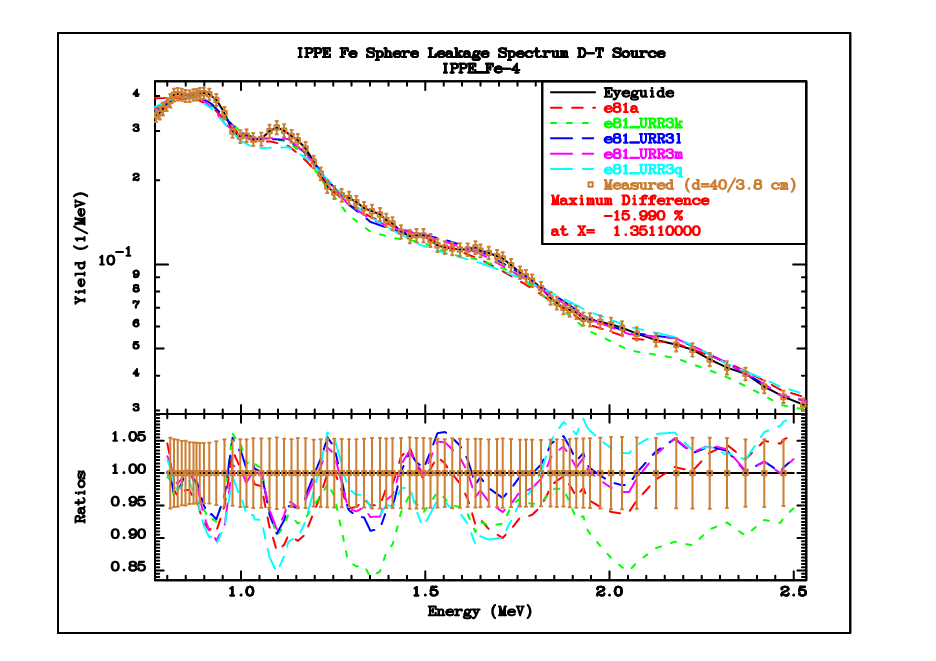 IPPE Fe Sphere Leakage Spectrum D-T Source
IPPE_Fe-4
Eyeguide
e81a
e81_URR3k
e81_URR3l
e81_URR3m
e81_URR3q
Measured (d=40/3.8 cm)
Maximum Difference
-15.990 %
at X= 1.35110000
Yield (1/MeV)
4
3
2
10-1
9
8
7
6
5
4
3
Ratios
1.05
1.00
0.95
0.90
0.85
1.0 1.5 2.0 2.5
Energy (MeV)